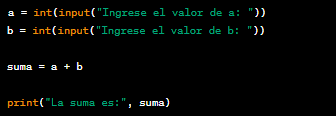 a = int(input("Ingrese el valor de a: "))
b = int(input("Ingrese el valor de b: "))
suma = a + b
print("La suma es:", suma)